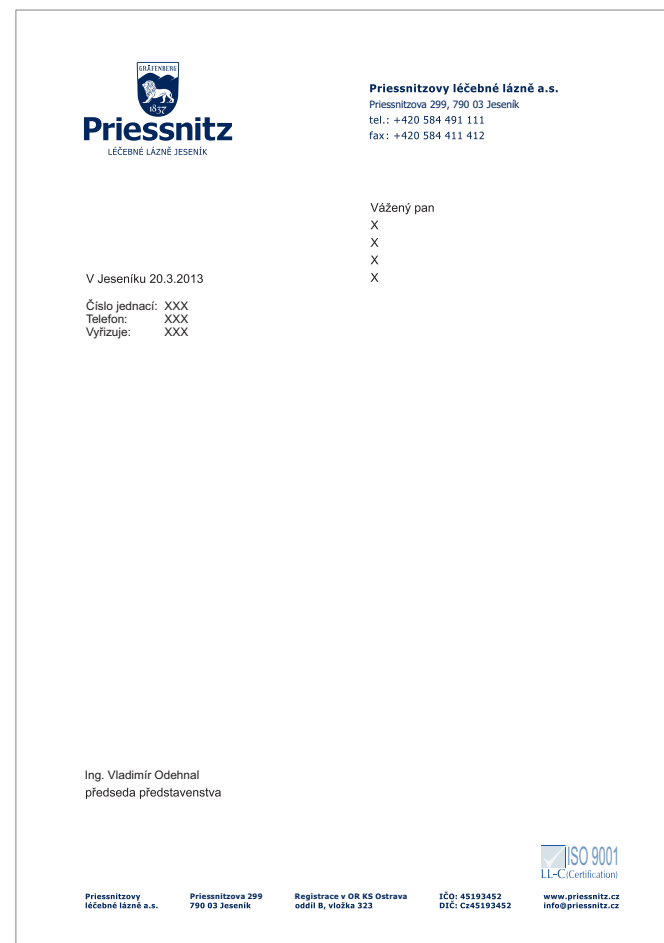 GRÄFENBERG
1837
Priessnitz
LÉČEBNÉ LÁZNĚ JESENÍK
Priessnitzovy léčebné lázně a.s.
Priessnitzova 299, 790 03 Jeseník
tel.: +420 584 491 111
fax: +420 584 411 412
Vážený pan
X
X
X
X
V Jeseníku 20.3.2013
Číslo jednací: XXX
Telefon: XXX
Vyřizuje: XXX
Ing. Vladimír Odehnal
předseda představenstva
ISO 9001
LL-C (Certification)
Priessnitzovy
léčebné lázně a.s.
Priessnitzova 299
790 03 Jeseník
Registrace v OR KS Ostrava
oddíl B, vložka 323
IČO: 45193452
DIČ: Cz45193452
www.priessnitz.cz
info@priessnitz.cz